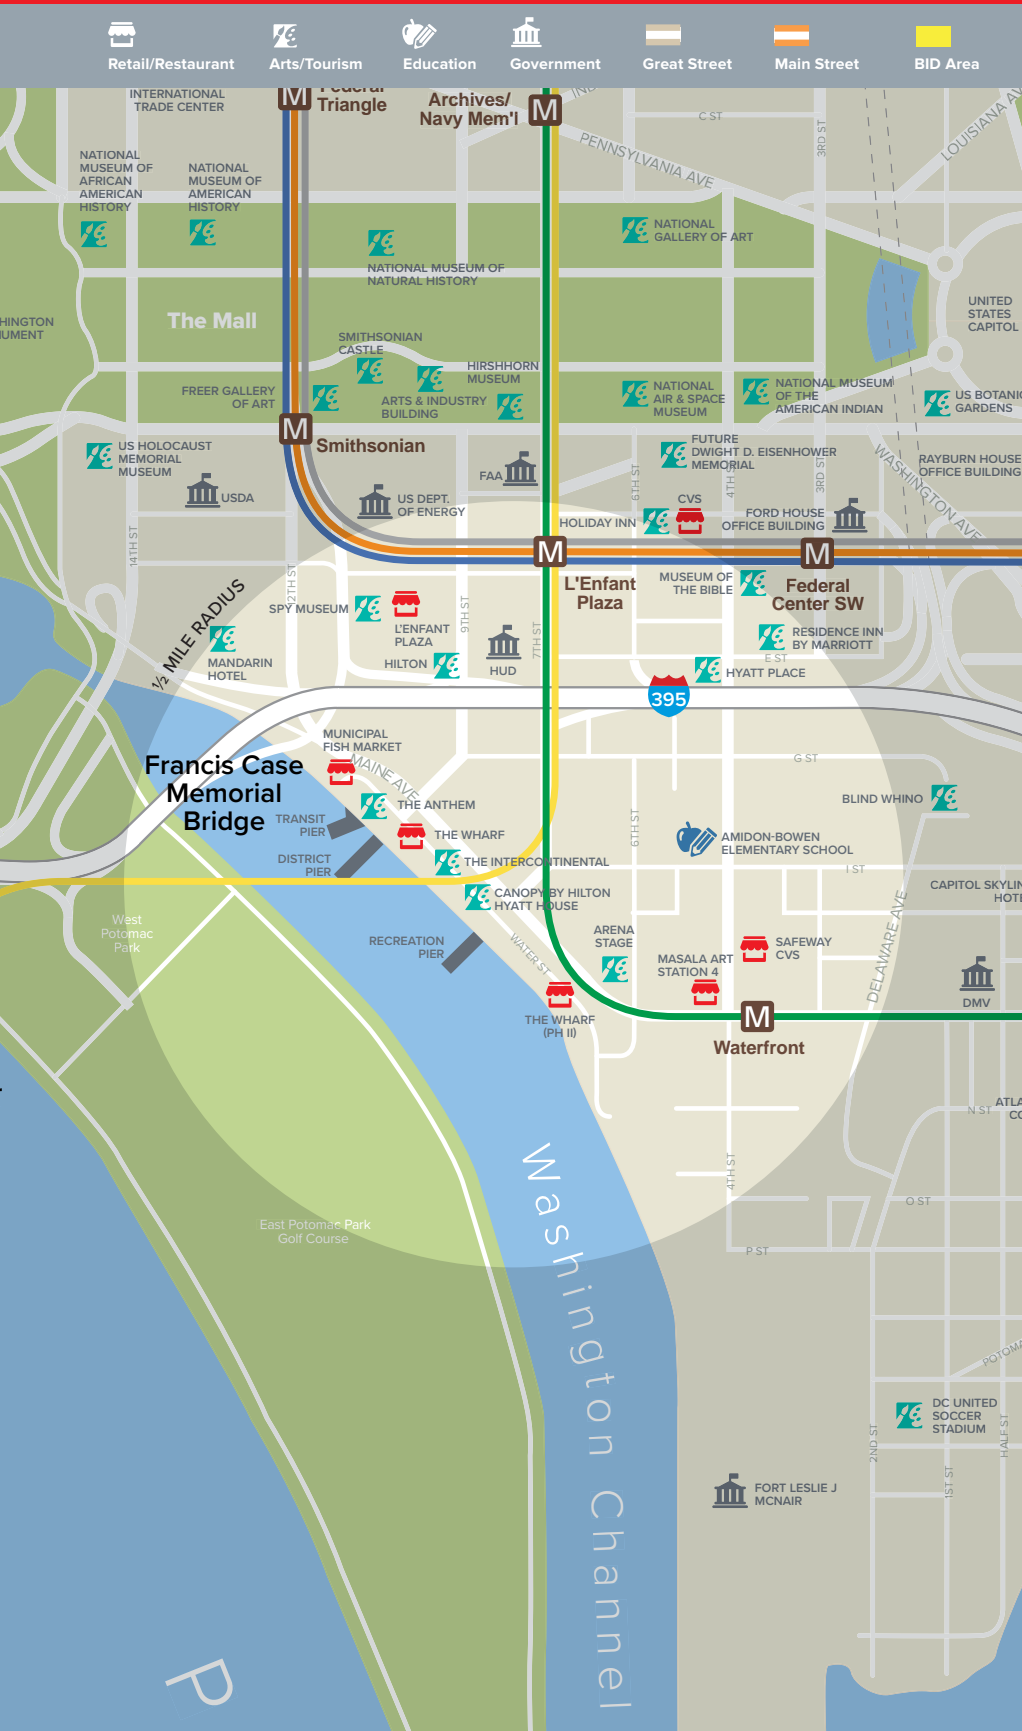 Retail/Restaurant
Arts/Tourism
Education
Government
Great Street
Main Street
BID Area
INTERNATIONAL
TRADE CENTER
M
Federal
Triangle
Archives/
Navy Mem'l
M
C ST
3RD ST
LOUISIANA AV
PENNSYLVANIA AVE
NATIONAL
MUSEUM OF
AFRICAN
AMERICAN
HISTORY
NATIONAL
MUSEUM OF
AMERICAN
HISTORY
NATIONAL MUSEUM OF
NATURAL HISTORY
NATIONAL
GALLERY OF ART
HINGTON
UMENT
The Mall
UNITED
STATES
CAPITOL
SMITHSONIAN
CASTLE
HIRSHHORN
MUSEUM
FREER GALLERY
OF ART
ARTS & INDUSTRY
BUILDING
NATIONAL
AIR & SPACE
MUSEUM
NATIONAL MUSEUM
OF THE
AMERICAN INDIAN
US BOTANIC
GARDENS
M
Smithsonian
US HOLOCAUST
MEMORIAL
MUSEUM
FUTURE
DWIGHT D. EISENHOWER
MEMORIAL
RAYBURN HOUSE
OFFICE BUILDING
WASHINGTON AVE
USDA
FAA
US DEPT.
OF ENERGY
6TH ST
4TH ST
3RD ST
CVS
HOLIDAY INN
FORD HOUSE
OFFICE BUILDING
14TH ST
M
L'Enfant
Plaza
M
Federal
Center SW
MUSEUM OF
THE BIBLE
½ MILE RADIUS
12TH ST
SPY MUSEUM
L'ENFANT
PLAZA
9TH ST
7TH ST
HUD
HILTON
MANDARIN
HOTEL
RESIDENCE INN
BY MARRIOTT
E ST
HYATT PLACE
395
MUNICIPAL
FISH MARKET
MAINE AVE
G ST
Francis Case
Memorial
Bridge
THE ANTHEM
TRANSIT
PIER
THE WHARF
DISTRICT
PIER
THE INTERCONTINENTAL
CANOPY BY HILTON
HYATT HOUSE
BLIND WHINO
6TH ST
AMIDON-BOWEN
ELEMENTARY SCHOOL
I ST
CAPITOL SKYLIN
HOTE
DELAWARE AVE
West
Potomac
Park
RECREATION
PIER
WATER ST
ARENA
STAGE
MASALA ART
STATION 4
SAFEWAY
CVS
DMV
THE WHARF
(PH II)
M
Waterfront
N ST
ATLA
CO
4TH ST
O ST
P ST
East Potomac Park
Golf Course
Washington Channel
POTOMA
DC UNITED
SOCCER
STADIUM
2ND ST
1ST ST
HALF ST
FORT LESLIE J
MCNAIR
P